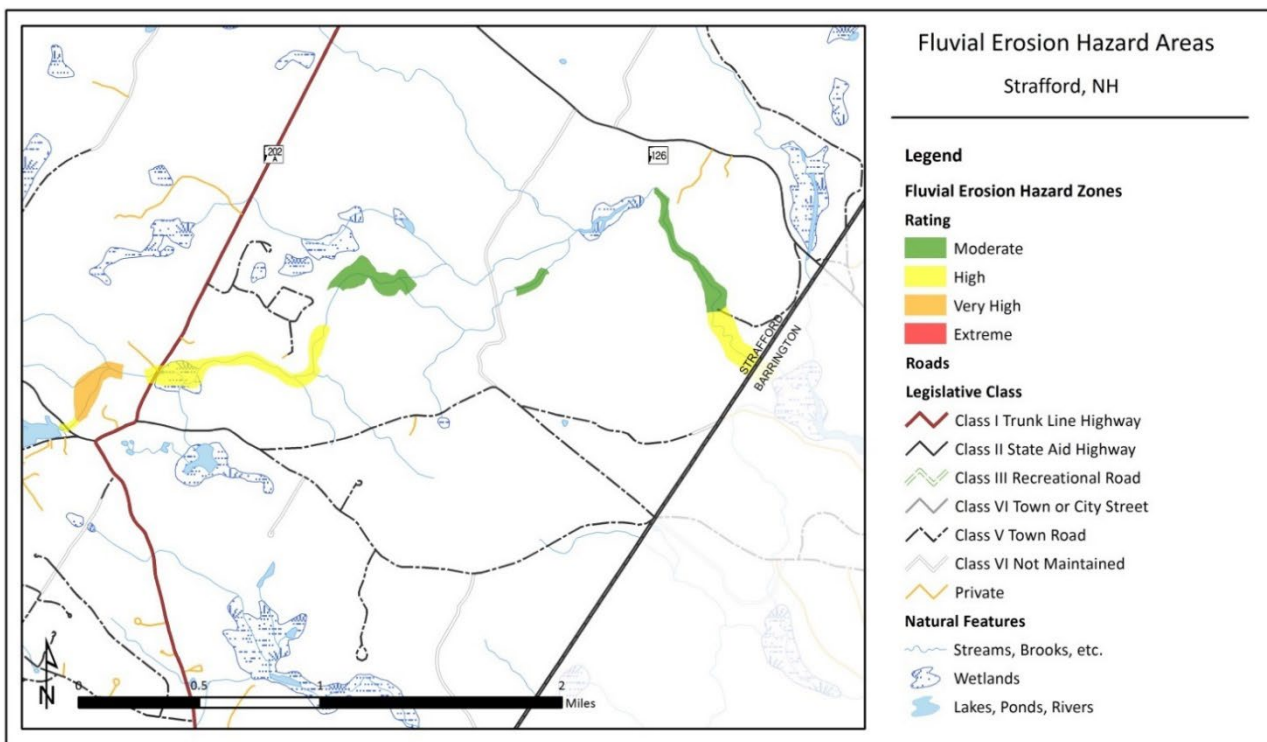 Fluvial Erosion Hazard Areas
Strafford, NH
Legend
Fluvial Erosion Hazard Zones
Rating
Moderate
High
Very High
Extreme
Roads
Legislative Class
Class I Trunk Line Highway
Class II State Aid Highway
Class III Recreational Road
Class VI Town or City Street
Class V Town Road
Class VI Not Maintained
Private
Natural Features
Streams, Brooks, etc.
Wetlands
Lakes, Ponds, Rivers
202
A
126
STRAFFORD
BARRINGTON
N
0 0.5 1 2
Miles